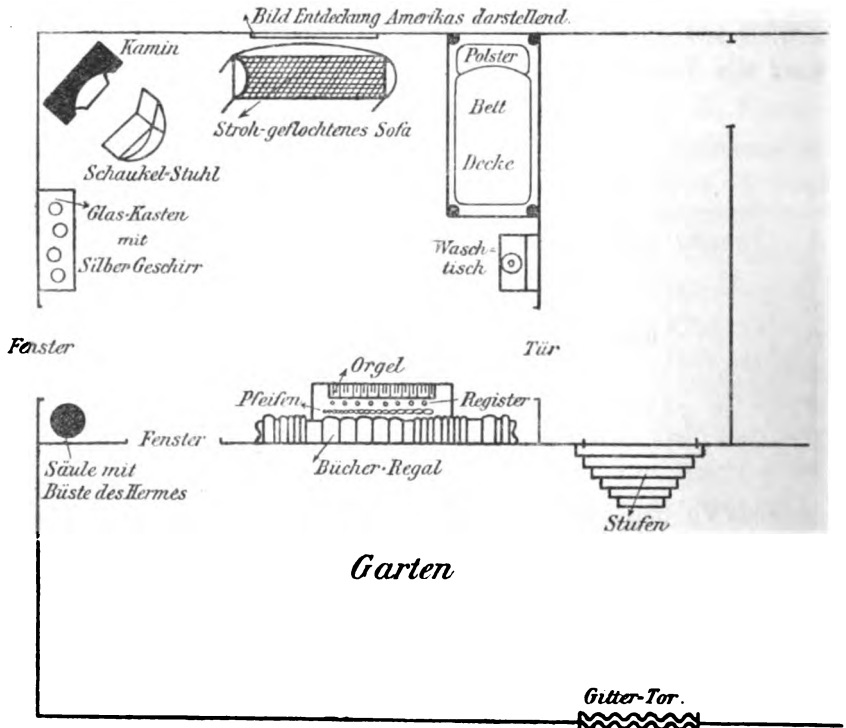 Bild Entdeckung Amerikas darstellend.
Kamin
Polster
Bett
Decke
Stroh-geflochtenes Sofa
Schaukel-Stuhl
Glas-Kasten
mit
Silber Geschirr
Wasch-
tisch
Fenster
Tür
Orgel
Pfeifen
Register
Fenster
Bücher-Regal
Säule mit
Büste des Hermes
Stufen
Garten
Gitter-Tor.